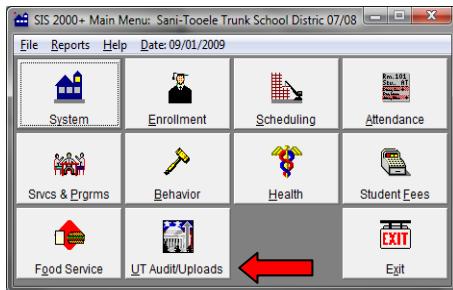 SIS 2000+ Main Menu: Sani-Tooele Trunk School Distric 07/08
File Reports Help Date: 09/01/2009
System Enrollment Scheduling Attendance
Srvcs & Prgrms Behavior Health Student Fees
EXIT
Food Service UT Audit/Uploads Exit